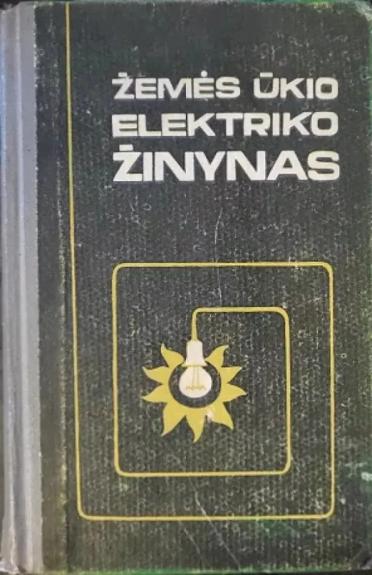 ŽEMĖS ŪKIO
ELEKTRIKO
ŽINYNAS